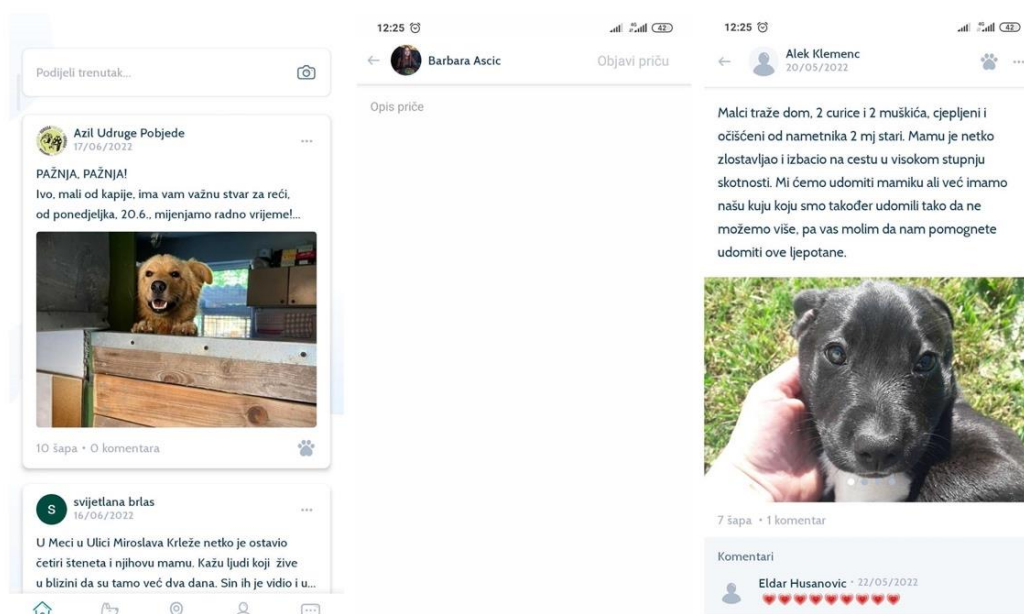 Podijeli trenutak...
Azil Udruge Pobjede
17/06/2022
PAŽNJA, PAŽNJA!
Ivo, mali od kapije, ima vam važnu stvar za reći,
od ponedjeljka, 20.6., mijenjamo radno vrijeme!...
10 šapa • 0 komentara
S
svijetlana brlas
16/06/2022
U Meci u Ulici Miroslava Krleže netko je ostavio
četiri šteneta i njihovu mamu. Kažu ljudi koji žive
u blizini da su tamo već dva dana. Sin ih je vidio i u...
12:25
4G
42
Barbara Ascic
Objavi priču
Opis priče
12:25
4G
42
Alek Klemenc
20/05/2022
Malci traže dom, 2 curice i 2 muškića, cjepljeni i
očišćeni od nametnika 2 mj stari. Mamu je netko
zlostavljao i izbacio na cestu u visokom stupnju
skotnosti. Mi ćemo udomiti mamiku ali već imamo
našu kuju koju smo također udomili tako da ne
možemo više, pa vas molim da nam pomognete
udomiti ove ljepotane.
7 šapa • 1 komentar
Komentari
Eldar Husanovic • 22/05/2022